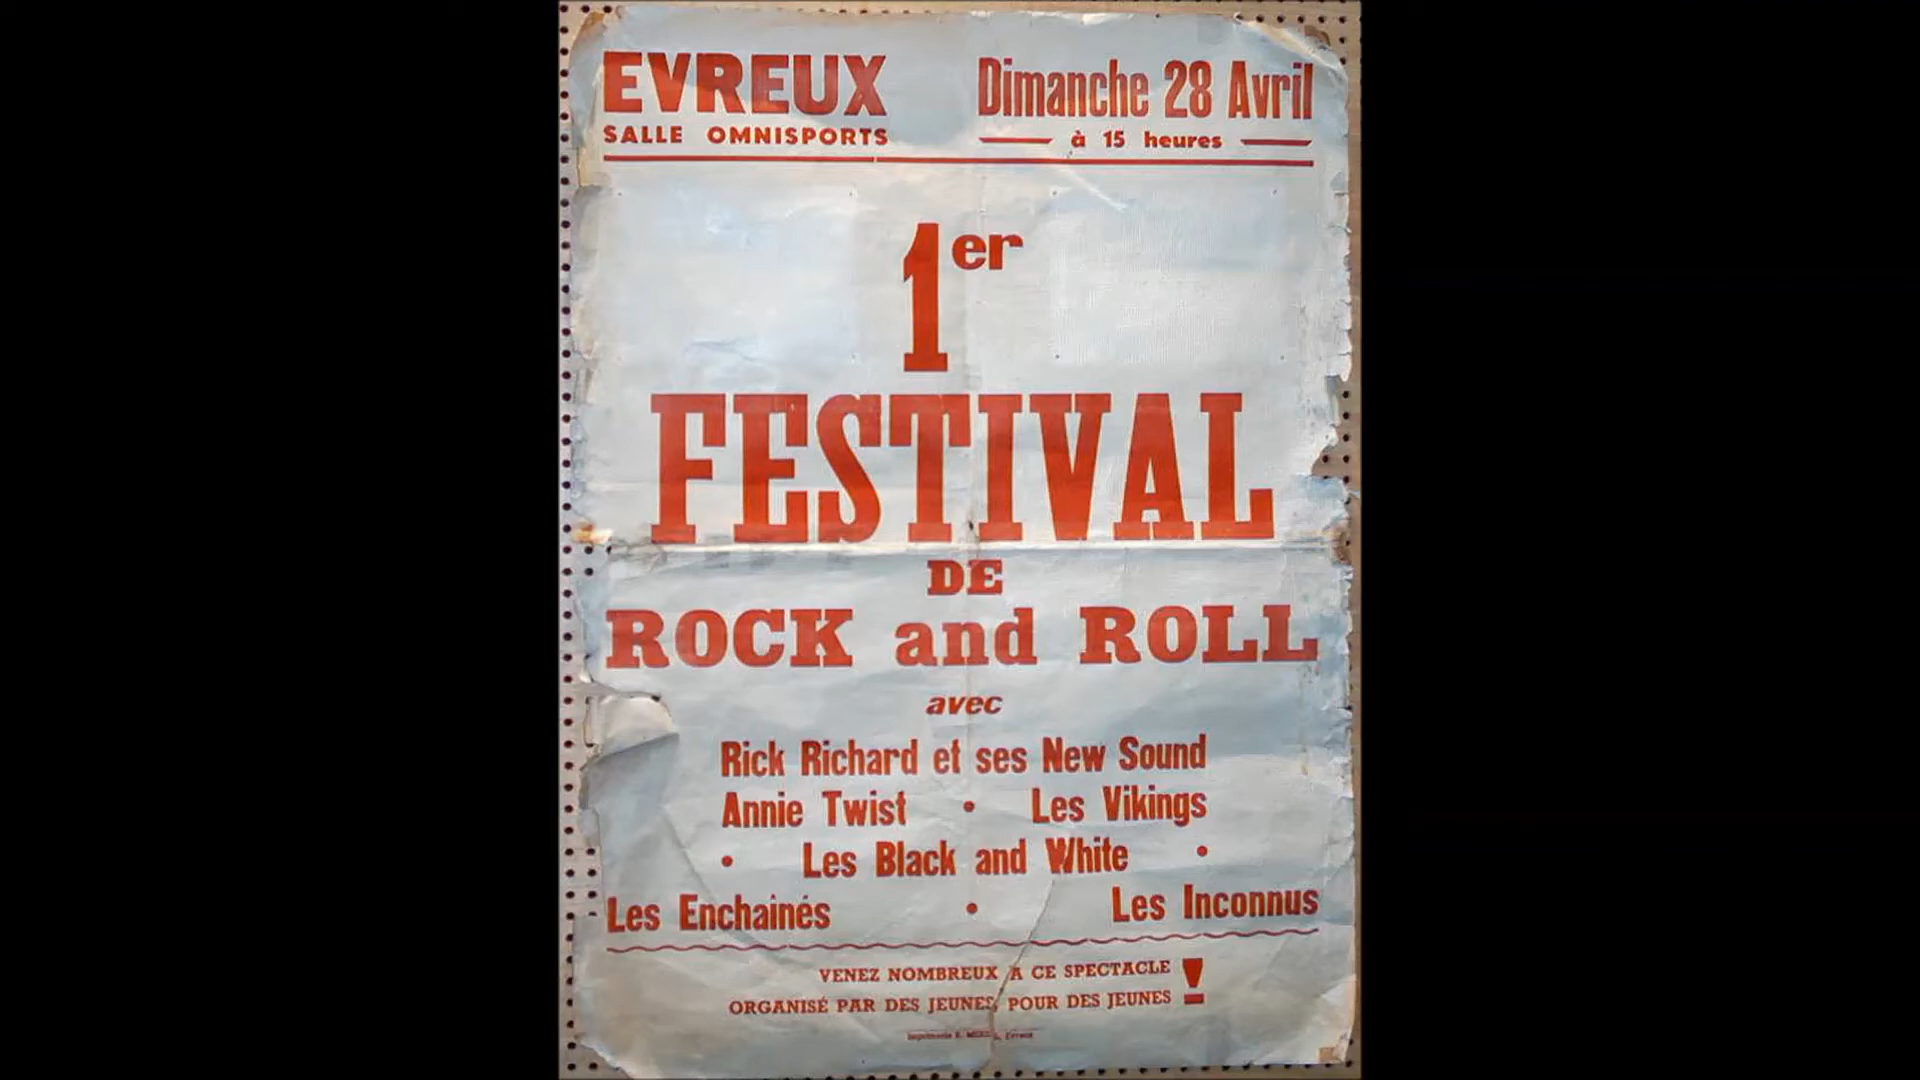 EVREUX
SALLE OMNISPORTS
Dimanche 28 Avril
à 15 heures
1er
FESTIVAL
DE
ROCK and ROLL
avec
Rick Richard et ses New Sound
Annie Twist • Les Vikings
• Les Black and White •
Les Enchainés • Les Inconnus
VENEZ NOMBREUX A CE SPECTACLE
ORGANISÉ PAR DES JEUNES, POUR DES JEUNES !
Imprimerie Evreux